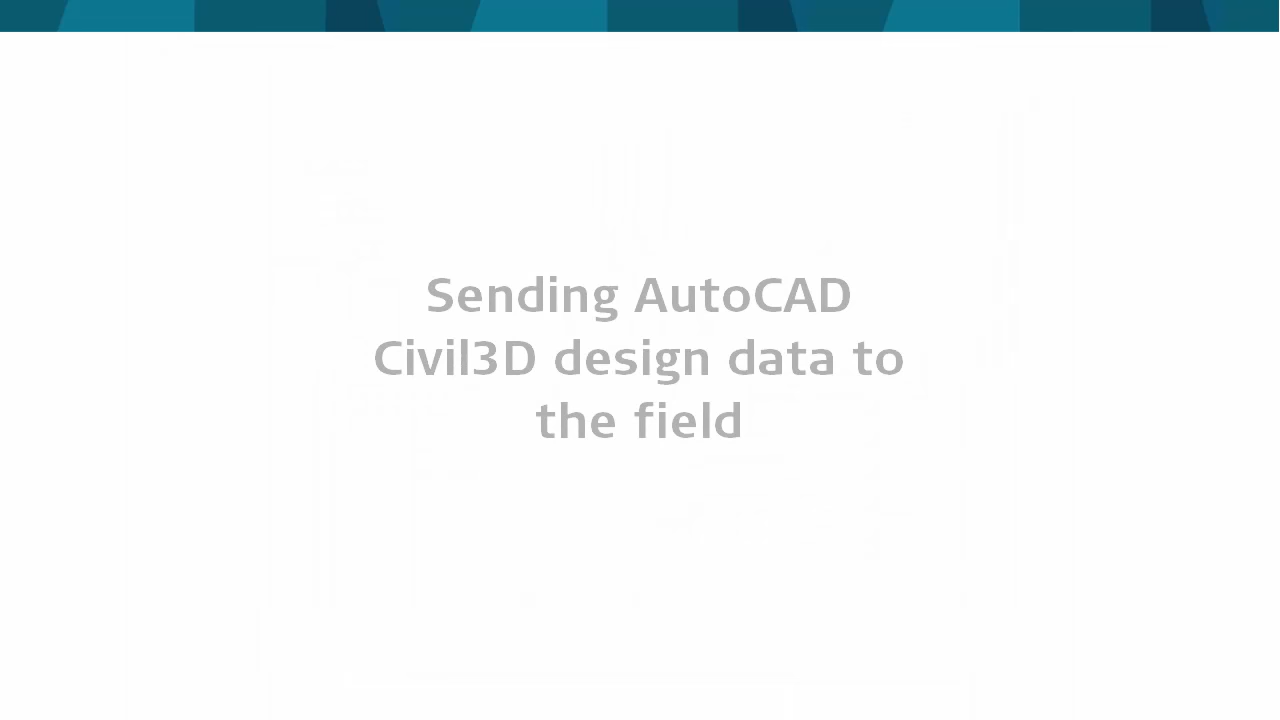 Sending AutoCAD
Civil3D design data to
the field